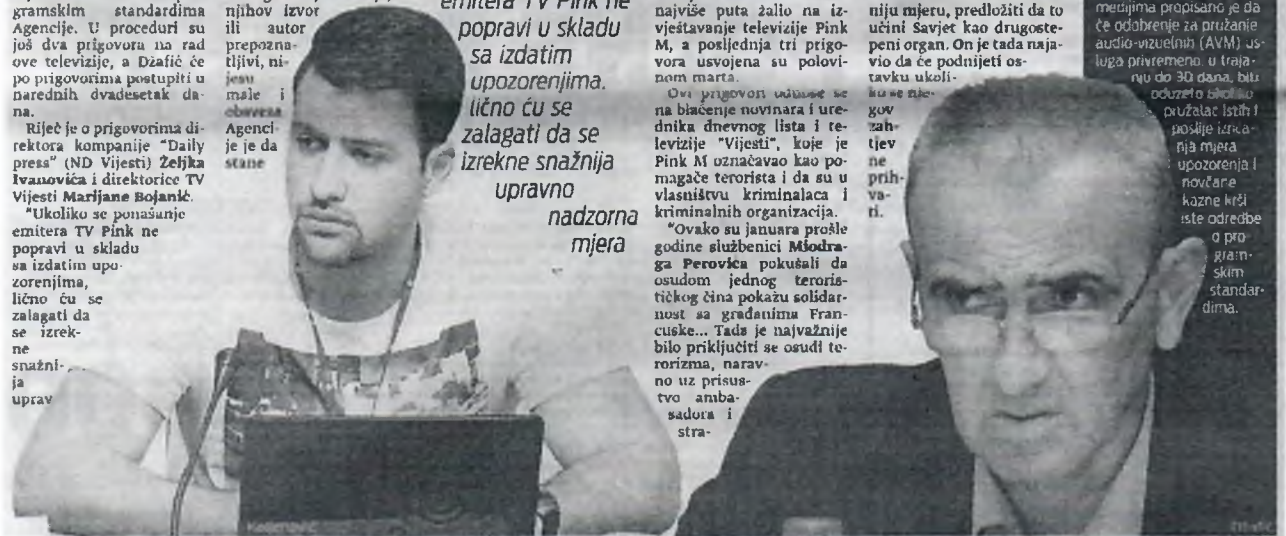 gramskim standardima
Agencije. U proceduri su
još dva prigovora na rad
ove televizije, a Džafić će
po prigovorima postupiti u
narednih dvadesetak da-
na.
Riječ je o prigovorima di-
rektora kompanije "Daily
press" (ND Vijesti) Željka
Ivanovića i direktorice TV
Vijesti Marijane Bojanić.
"Ukoliko se ponašanje
emitera TV Pink ne
popravi u skladu
sa izdatim upo-
zorenjima,
lično ću se
zalagati da
se izrek-
ne
snažni-
ja
uprav
njihov izvor
ili autor
prepozna-
tljivi, ni-
jesu
male i
Agenci-
je je da
stane
emitera TV Pink ne
popravi u skladu
sa izdatim
upozorenjima.
lično ću se
zalagati da se
izrekne snažnija
upravno
nadzorna
mjera
najviše puta žalio na iz-
vještavanje televizije Pink
M, a posljednja tri prigo-
vora usvojena su polovi-
nom marta.
Ovi prigovori odnose se
na blaćenje novinara i ure-
dnika dnevnog lista i te-
levizije "Vijesti", koje je
Pink M označavao kao po-
magače terorista i da su u
vlasništvu kriminalaca i
kriminalnih organizacija.
"Ovako su januara prošle
godine službenici Miodra-
ga Perovića pokušali da
osudom jednog teroris-
tičkog čina pokažu solidar-
nost sa građanima Fran-
cuske... Tada je najvažnije
bilo priključiti se osudi te-
rorizma, narav-
no uz prisus-
tvo amba-
sadora i
stra-
niju mjeru, predložiti da to
učini Savjet kao drugoste-
peni organ. On je tada naja-
vio da će podnijeti os-
tavku ukoli-
ko se nje-
gov
zah-
tjev
ne
prih-
va-
ti.
medijima propisano je da
će odobrenje za pružanje
audio-vizuelnih (AVM) us-
luga privremeno, u traja-
nju do 30 dana, biti
oduzeto ukoliko
pružalac istih i
poslije izrica-
nja mjera
upozorenja i
novčane
kazne krši
iste odredbe
o pro-
gram-
skim
standar-
dima.